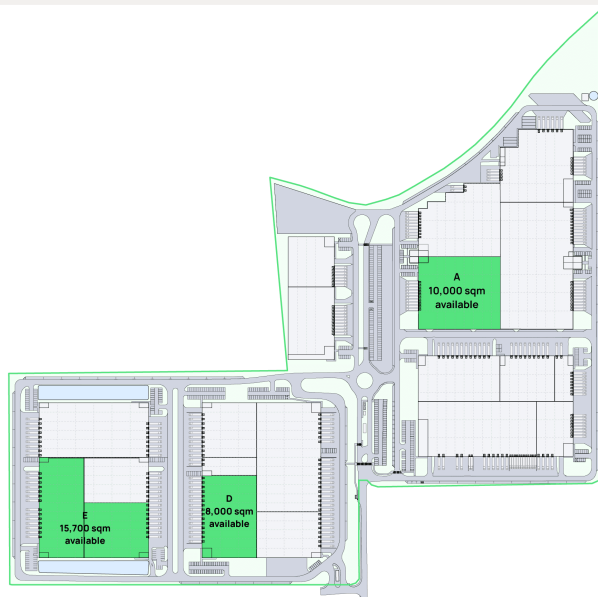 A
10,000 sqm
available
D
8,000 sqm
available
E
15,700 sqm
available